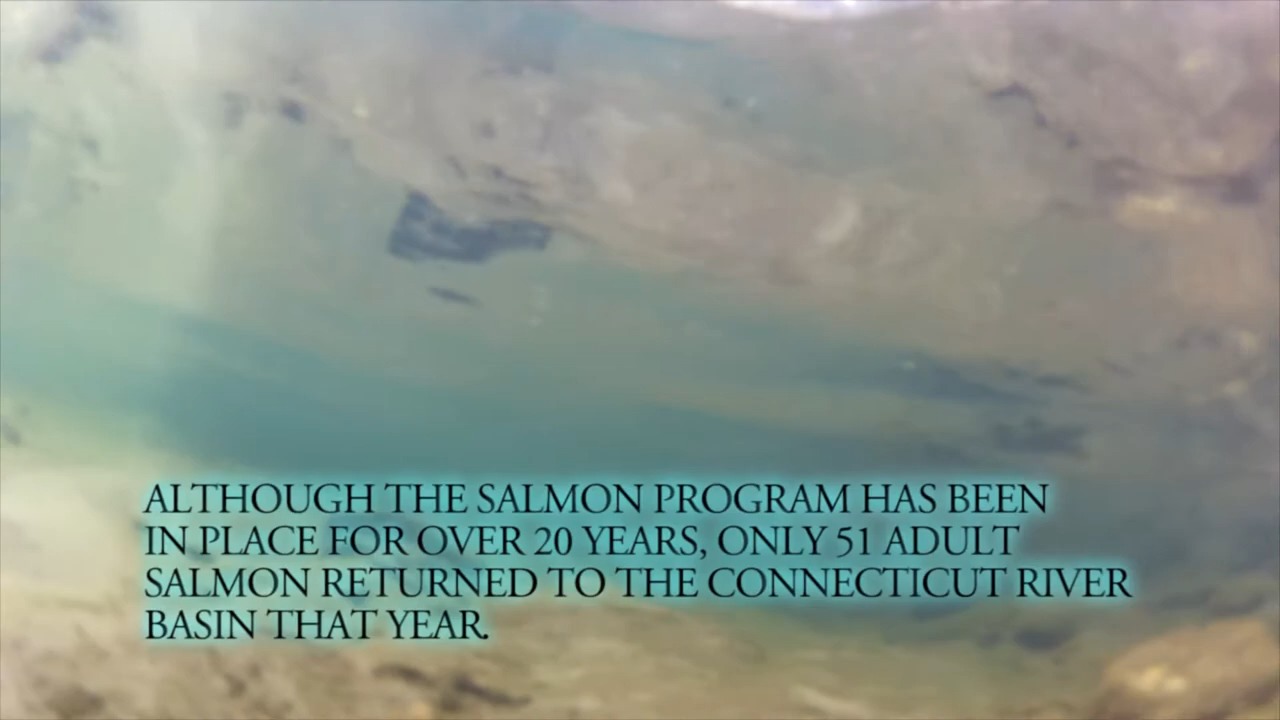 ALTHOUGH THE SALMON PROGRAM HAS BEEN
IN PLACE FOR OVER 20 YEARS, ONLY 51 ADULT
SALMON RETURNED TO THE CONNECTICUT RIVER
BASIN THAT YEAR.